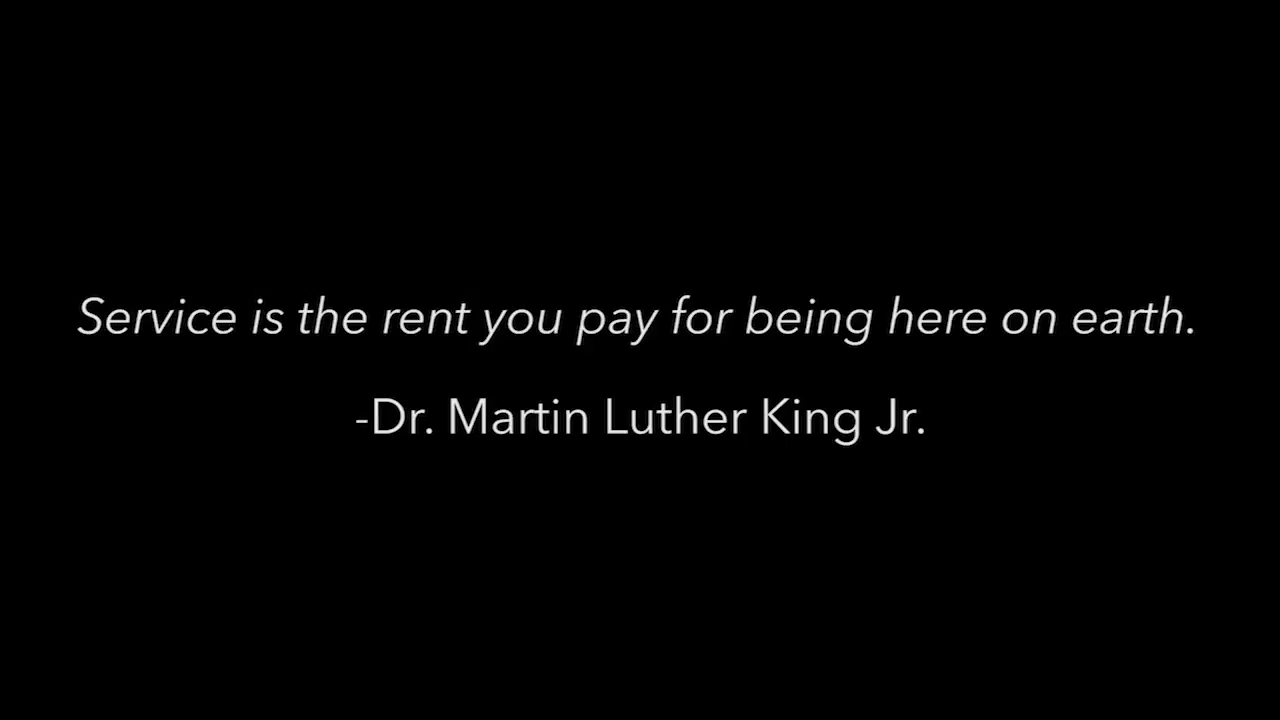 Service is the rent you pay for being here on earth.
-Dr. Martin Luther King Jr.